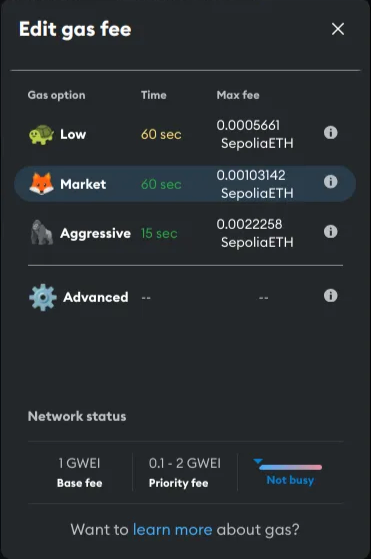 Edit gas fee
Gas option Time Max fee
Low 60 sec 0.0005661
SepoliaETH
Market 60 sec 0.00103142
SepoliaETH
Aggressive 15 sec 0.0022258
SepoliaETH
Advanced -- --
Network status
1 GWEI 0.1 - 2 GWEI
Base fee Priority fee Not busy
Want to learn more about gas?